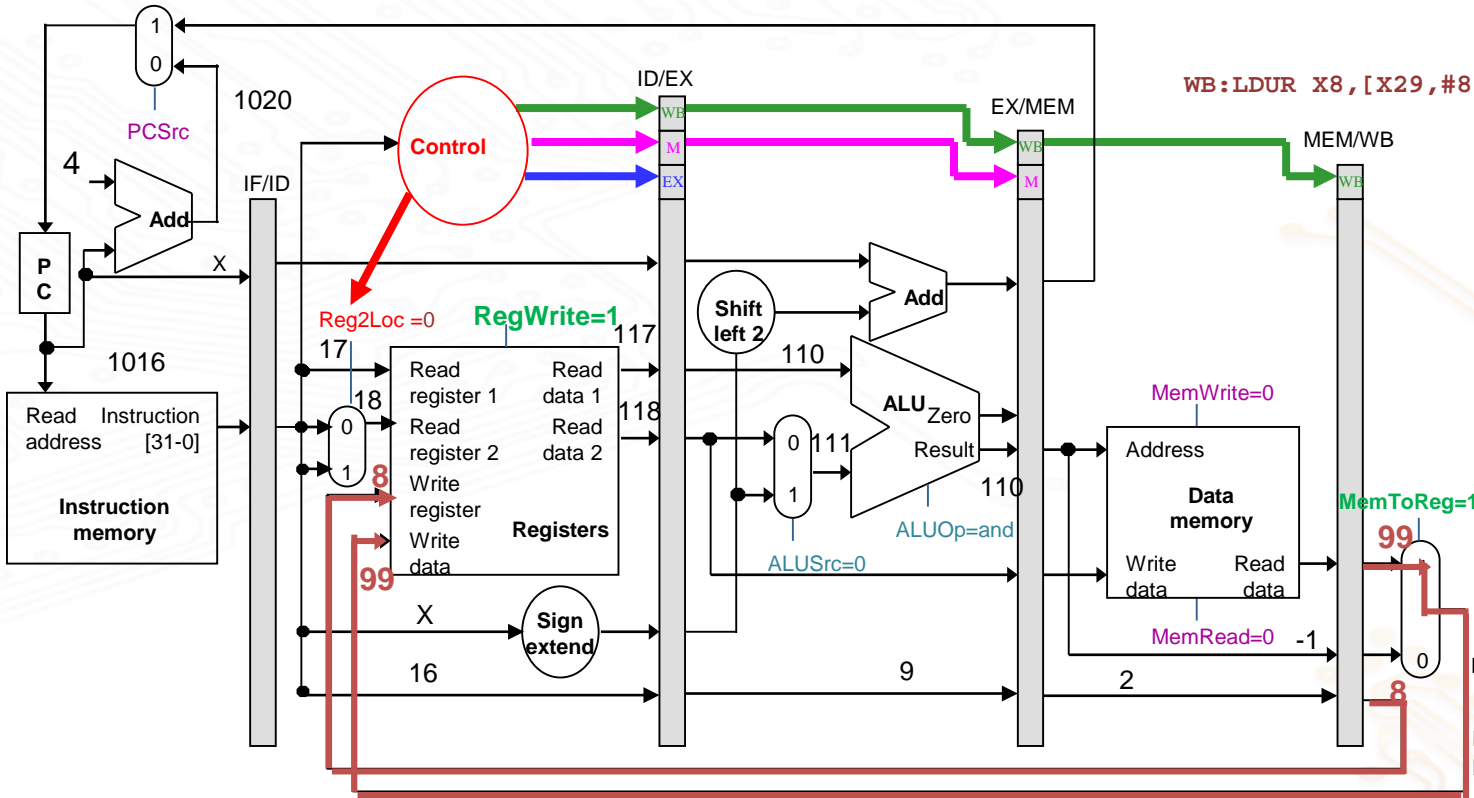 1
0
PCSrc
1020
4
Add
P
C
X
1016
Read
address
Instruction
[31-0]
Instruction
memory
IF/ID
Control
Reg2Loc =0
RegWrite=1
17
18
0
1
8
99
Read
register 1
Read
data 1
Read
register 2
Read
data 2
Write
register
Write
data
Registers
117
118
X
Sign
extend
16
ID/EX
WB
M
EX
Shift
left 2
Add
110
0
1
111
ALUSrc=0
ALU
Zero
Result
ALUOp=and
110
9
EX/MEM
WB
M
MemWrite=0
Address
Data
memory
Write
data
Read
data
MemRead=0
-1
2
WB:LDUR X8,[X29,#8
MEM/WB
WB
MemToReg=1
99
0
8